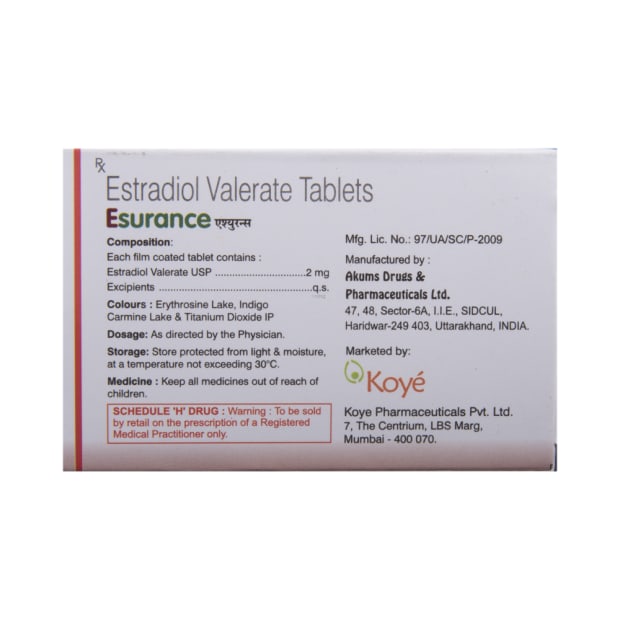 Rx
Estradiol Valerate Tablets
Esurance एश्युरन्स
Composition:
Each film coated tablet contains :
Estradiol Valerate USP ..........................2 mg
Excipients .............................................q.s.
Colours : Erythrosine Lake, Indigo
Carmine Lake & Titanium Dioxide IP
Dosage: As directed by the Physician.
Storage: Store protected from light & moisture,
at a temperature not exceeding 30°C.
Medicine : Keep all medicines out of reach of
children.
SCHEDULE 'H' DRUG : Warning : To be sold
by retail on the prescription of a Registered
Medical Practitioner only.
Mfg. Lic. No.: 97/UA/SC/P-2009
Manufactured by :
Akums Drugs &
Pharmaceuticals Ltd.
47, 48, Sector-6A, I.I.E., SIDCUL,
Haridwar-249 403, Uttarakhand, INDIA.
Marketed by:
Koyé
Koye Pharmaceuticals Pvt. Ltd.
7, The Centrium, LBS Marg,
Mumbai - 400 070.